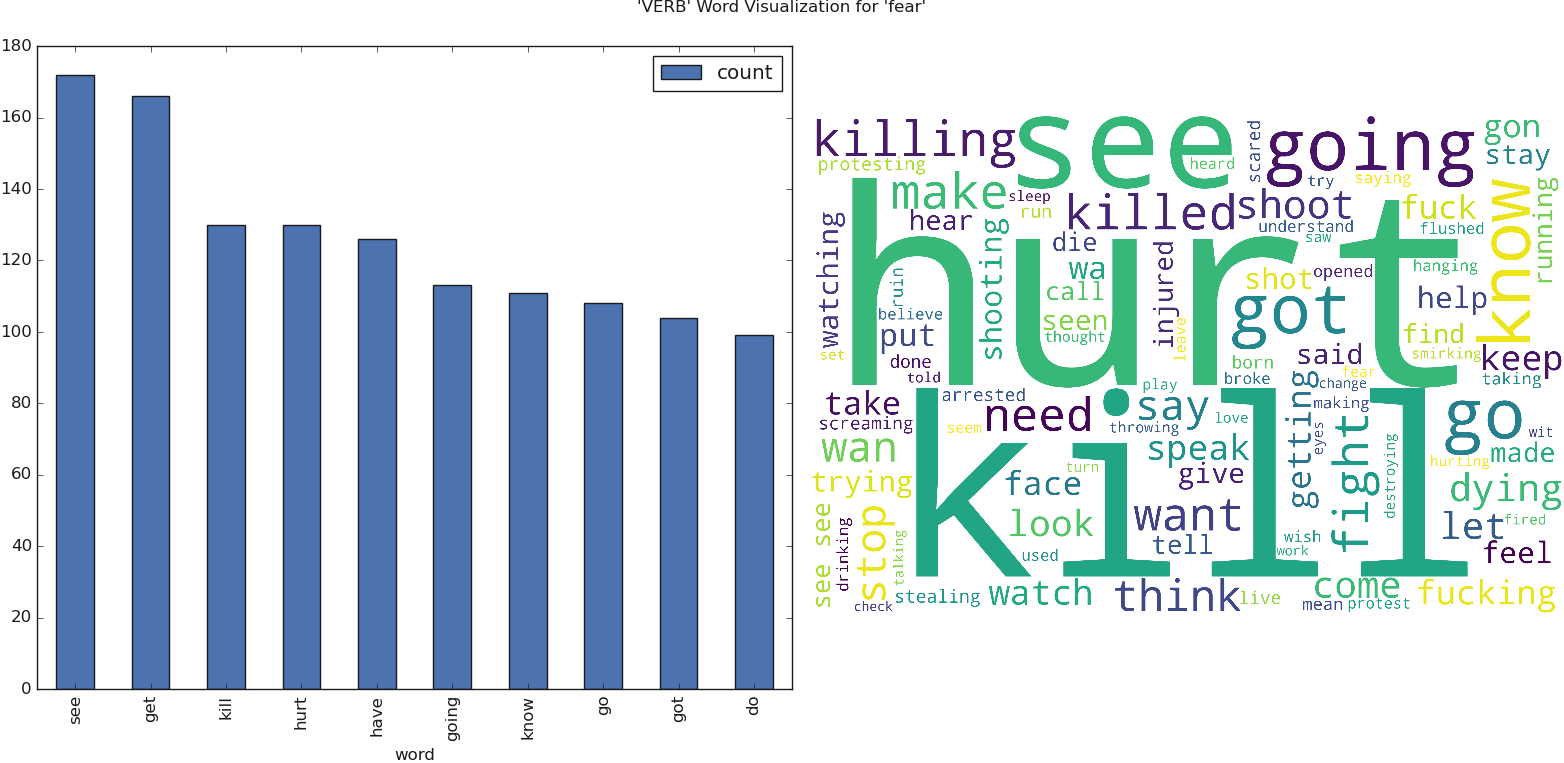 'VERB' Word Visualization for 'fear'
180
160
140
120
100
80
60
40
20
0
count
see
get
kill
hurt
have
going
know
go
got
do
word
killing
see
going
gon
stay
protesting
heard
scared
try
saying
make
sleep
run
hear
killed
shoot
understand
saw
fuck
flushed
know
running
watching
hurt
shooting
die
wa
injured
shot
opened
hanging
ruin
call
got
help
believe
put
seen
thought
find
set
done
told
leave
born
said
smirking
keep
fear
taking
take
arrested
play
broke
change
screaming
need
say
love
making
go
wit
seem
throwing
getting
eyes
fight
wan
kill
speak
made
turn
hurting
destroying
trying
face
give
dying
see see
stop
look
want
let
fired
drinking
talking
used
tell
wish
work
feel
check
stealing
watch
think
live
come
mean
protest
fucking